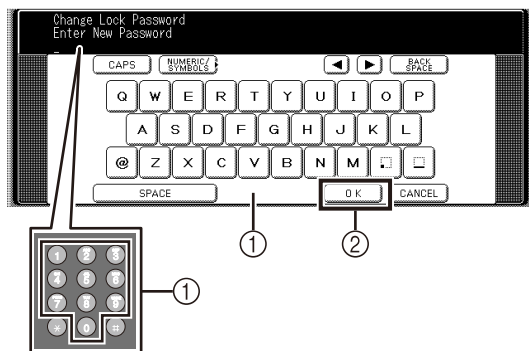 Change Lock Password
Enter New Password
_
CAPS NUMERIC/ SYMBOLS ◀ ▶ BACK SPACE
Q W E R T Y U I O P
A S D F G H J K L
@ Z X C V B N M . _
SPACE OK CANCEL
① ②
1 2 3
4 5 6
7 8 9
* 0 #
①